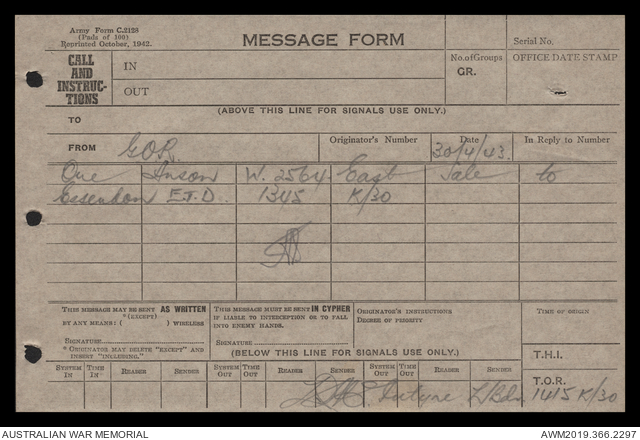 Army Form C.2128
(Pads of 100)
Reprinted October, 1942.
MESSAGE FORM
Serial No.
CALL AND INSTRUC-TIONS
IN
OUT
No. of Groups
GR.
OFFICE DATE STAMP
(ABOVE THIS LINE FOR SIGNALS USE ONLY.)
TO
FROM G.O.R.
Originator's Number
Date
30/4/43.
In Reply to Number
One Anson W.2564 East Sale to
Essendon E.T.D. 1345 K/30
THIS MESSAGE MAY BE SENT AS WRITTEN
*(EXCEPT)
BY ANY MEANS: ( ) WIRELESS
SIGNATURE
* ORIGINATOR MAY DELETE "EXCEPT" AND INSERT "INCLUDING."
THIS MESSAGE MUST BE SENT IN CYPHER
IF LIABLE TO INTERCEPTION OR TO FALL INTO ENEMY HANDS.
SIGNATURE
ORIGINATOR'S INSTRUCTIONS
DEGREE OF PRIORITY
TIME OF ORIGIN
(BELOW THIS LINE FOR SIGNALS USE ONLY.)
T.H.I.
SYSTEM IN TIME IN READER SENDER SYSTEM OUT TIME OUT READER SENDER SYSTEM OUT TIME OUT READER SENDER
T.O.R.
1415 K/30
L/Bdr
AUSTRALIAN WAR MEMORIAL
AWM2019.366.2297